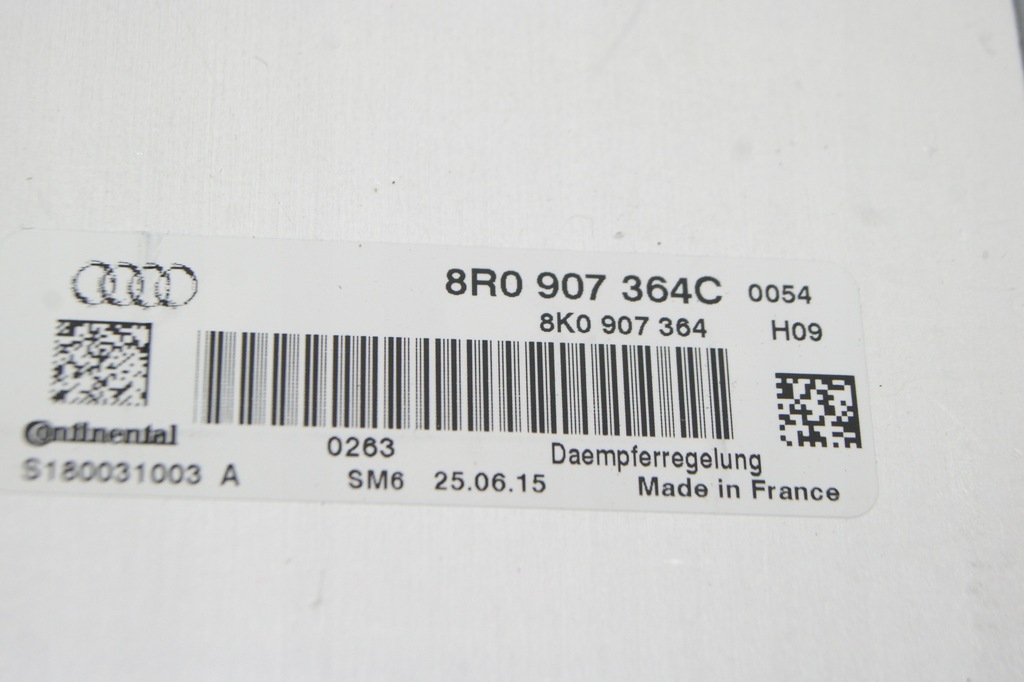 8R0 907 364C 0054
8K0 907 364 H09
Continental
0263 Daempferregelung
S180031003 A SM6 25.06.15 Made in France